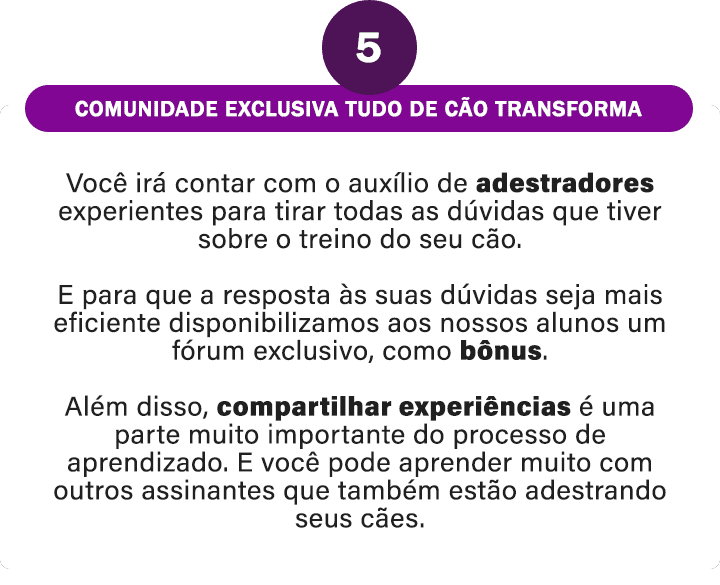 5
COMUNIDADE EXCLUSIVA TUDO DE CÃO TRANSFORMA
Você irá contar com o auxílio de adestradores
experientes para tirar todas as dúvidas que tiver
sobre o treino do seu cão.
E para que a resposta às suas dúvidas seja mais
eficiente disponibilizamos aos nossos alunos um
fórum exclusivo, como bônus.
Além disso, compartilhar experiências é uma
parte muito importante do processo de
aprendizado. E você pode aprender muito com
outros assinantes que também estão adestrando
seus cães.